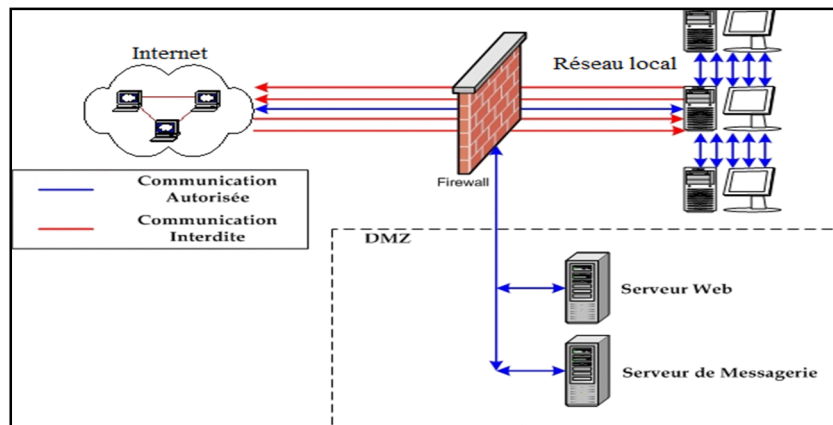 Internet
Réseau local
Firewall
Communication
Autorisée
Communication
Interdite
DMZ
Serveur Web
Serveur de Messagerie